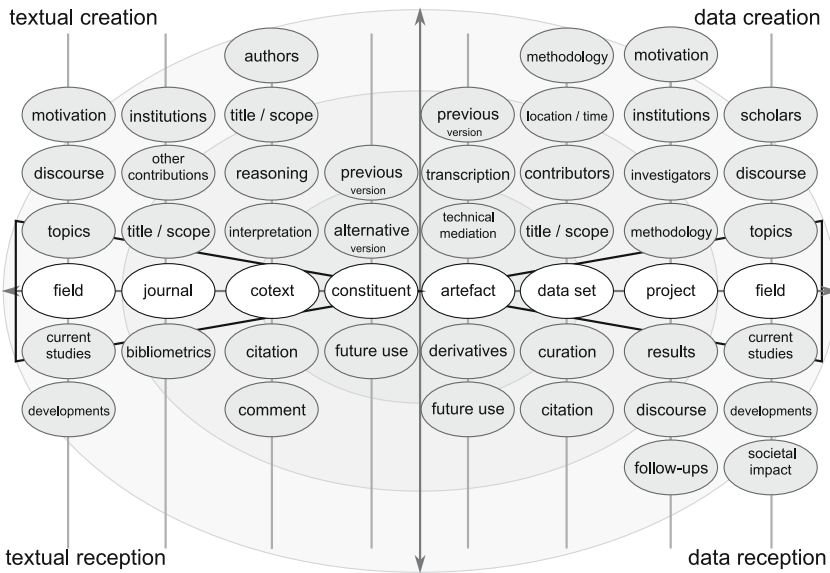 textual creation
data creation
authors
methodology
motivation
motivation
institutions
title / scope
previous
version
location / time
institutions
scholars
discourse
other
contributions
reasoning
previous
version
transcription
contributors
investigators
discourse
topics
title / scope
interpretation
alternative
version
technical
mediation
title / scope
methodology
topics
field
journal
cotext
constituent
artefact
data set
project
field
current
studies
bibliometrics
citation
future use
derivatives
curation
results
current
studies
developments
comment
future use
citation
discourse
developments
follow-ups
societal
impact
textual reception
data reception